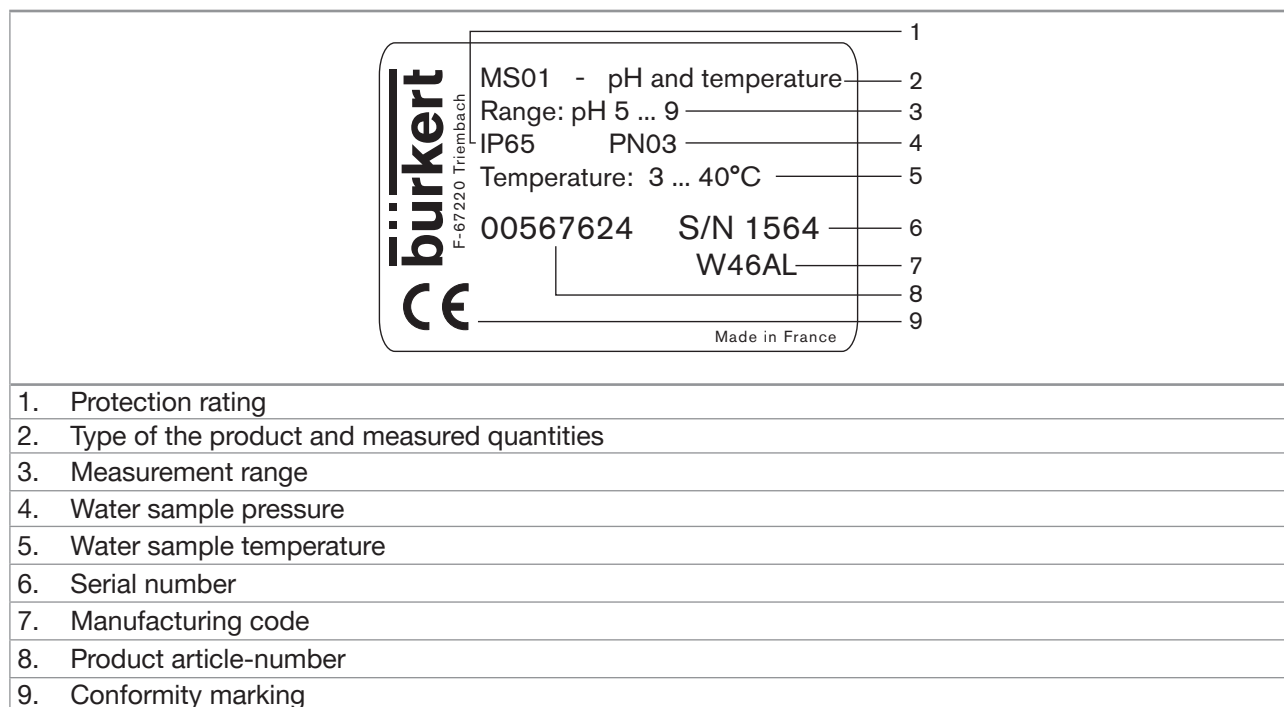 1
MS01 - pH and temperature 2
Range: pH 5 ... 9 3
IP65 PN03 4
Temperature: 3 ... 40°C 5
00567624 S/N 1564 6
W46AL 7
8
9
bürkert
F-67220 Triembach
CE
Made in France
1. Protection rating
2. Type of the product and measured quantities
3. Measurement range
4. Water sample pressure
5. Water sample temperature
6. Serial number
7. Manufacturing code
8. Product article-number
9. Conformity marking